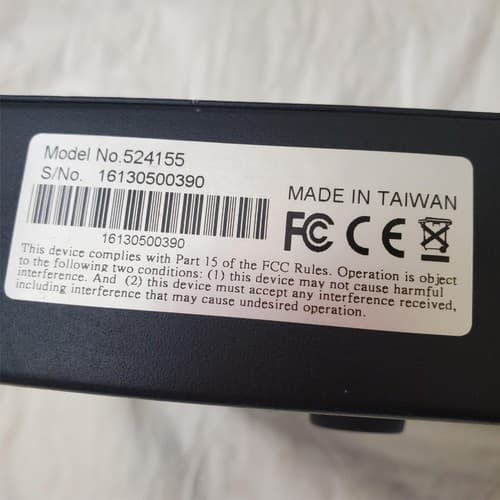 Model No.524155
S/No. 16130500390
16130500390
MADE IN TAIWAN
FC CE
This device complies with Part 15 of the FCC Rules. Operation is object
to the following two conditions: (1) this device may not cause harmful
interference. And (2) this device must accept any interference received,
including interference that may cause undesired operation.